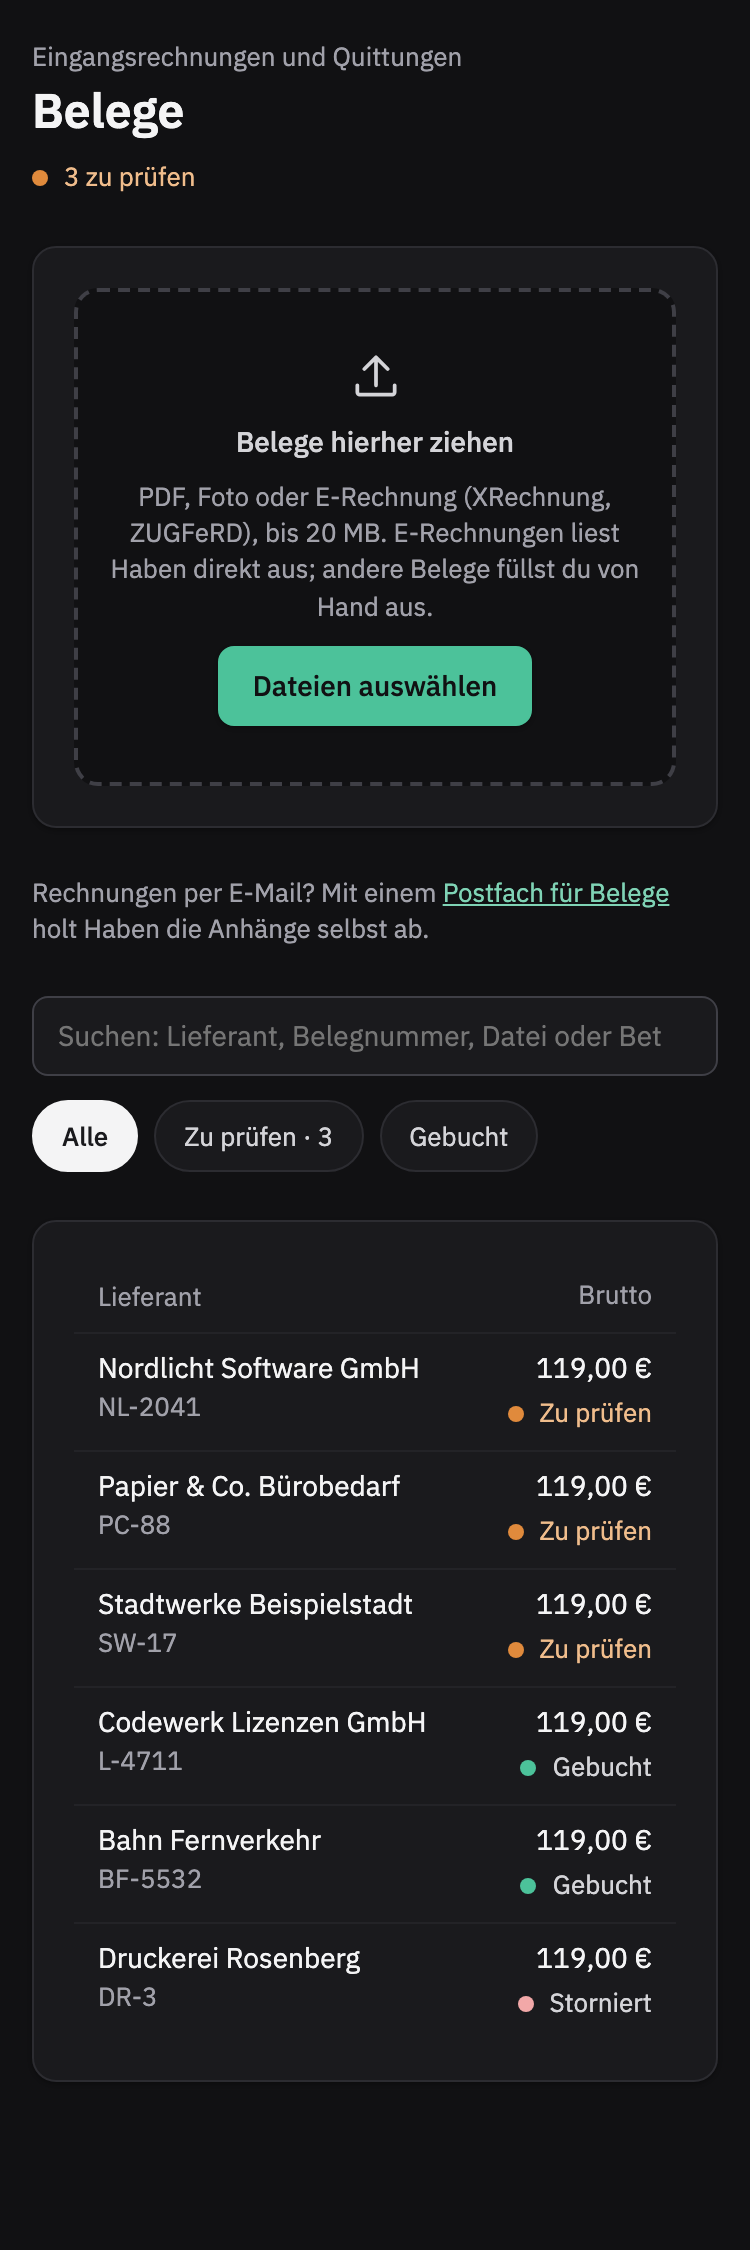 Eingangsrechnungen und Quittungen
Belege
3 zu prüfen
Belege hierher ziehen
PDF, Foto oder E-Rechnung (XRechnung,
ZUGFeRD), bis 20 MB. E-Rechnungen liest
Haben direkt aus; andere Belege füllst du von
Hand aus.
Dateien auswählen
Rechnungen per E-Mail? Mit einem Postfach für Belege
holt Haben die Anhänge selbst ab.
Suchen: Lieferant, Belegnummer, Datei oder Bet
Alle
Zu prüfen · 3
Gebucht
Lieferant Brutto
Nordlicht Software GmbH 119,00 €
NL-2041 Zu prüfen
Papier & Co. Bürobedarf 119,00 €
PC-88 Zu prüfen
Stadtwerke Beispielstadt 119,00 €
SW-17 Zu prüfen
Codewerk Lizenzen GmbH 119,00 €
L-4711 Gebucht
Bahn Fernverkehr 119,00 €
BF-5532 Gebucht
Druckerei Rosenberg 119,00 €
DR-3 Storniert